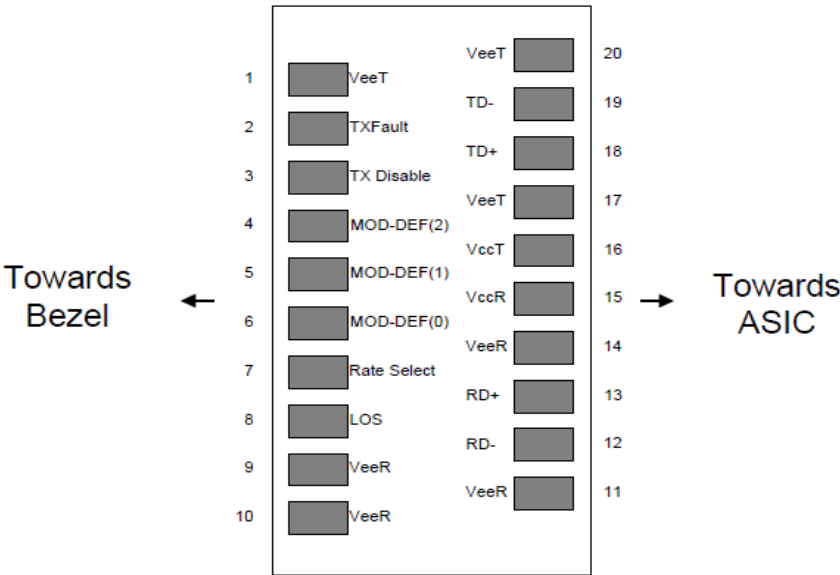 VeeT 20
1 VeeT
TD- 19
2 TXFault
TD+ 18
3 TX Disable
VeeT 17
4 MOD-DEF(2)
VccT 16
5 MOD-DEF(1)
Towards
Bezel
VccR 15
Towards
ASIC
6 MOD-DEF(0)
VeeR 14
7 Rate Select
RD+ 13
8 LOS
RD- 12
9 VeeR
VeeR 11
10 VeeR